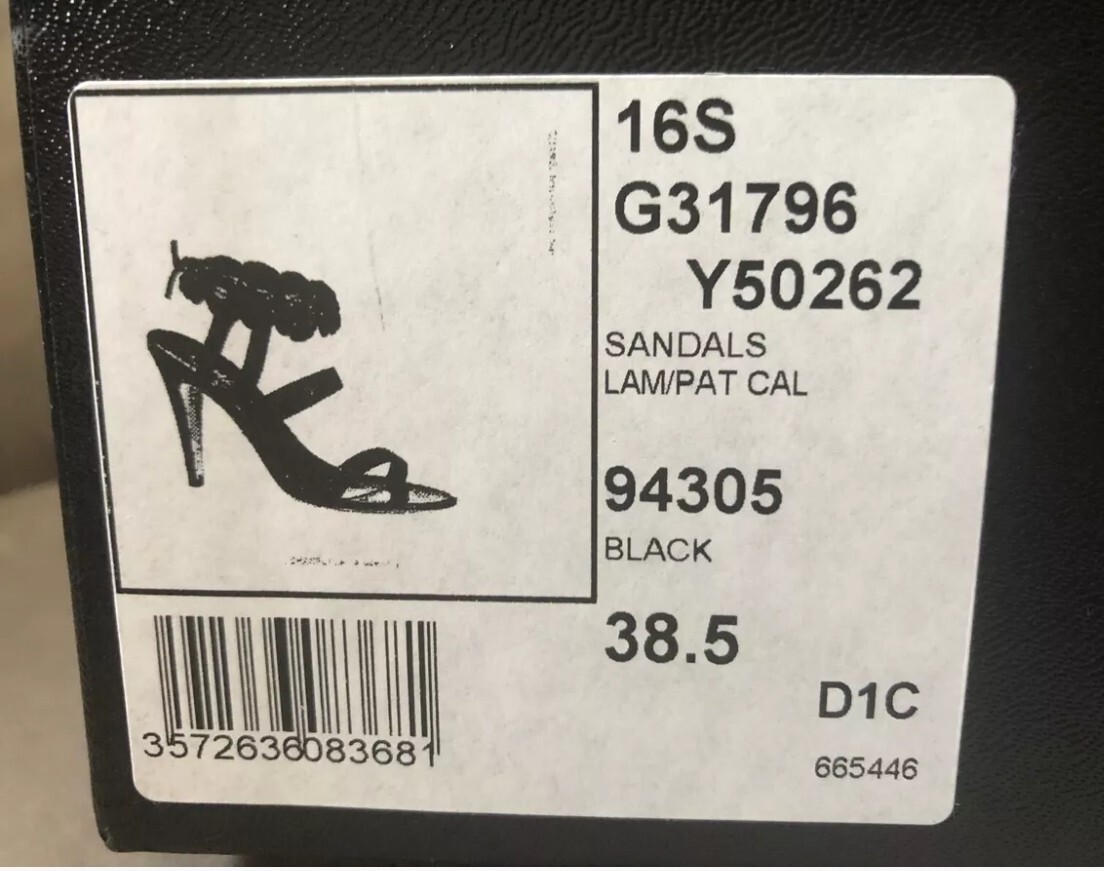 16S
G31796
Y50262
SANDALS
LAM/PAT CAL
94305
BLACK
38.5
D1C
665446
3572636083681